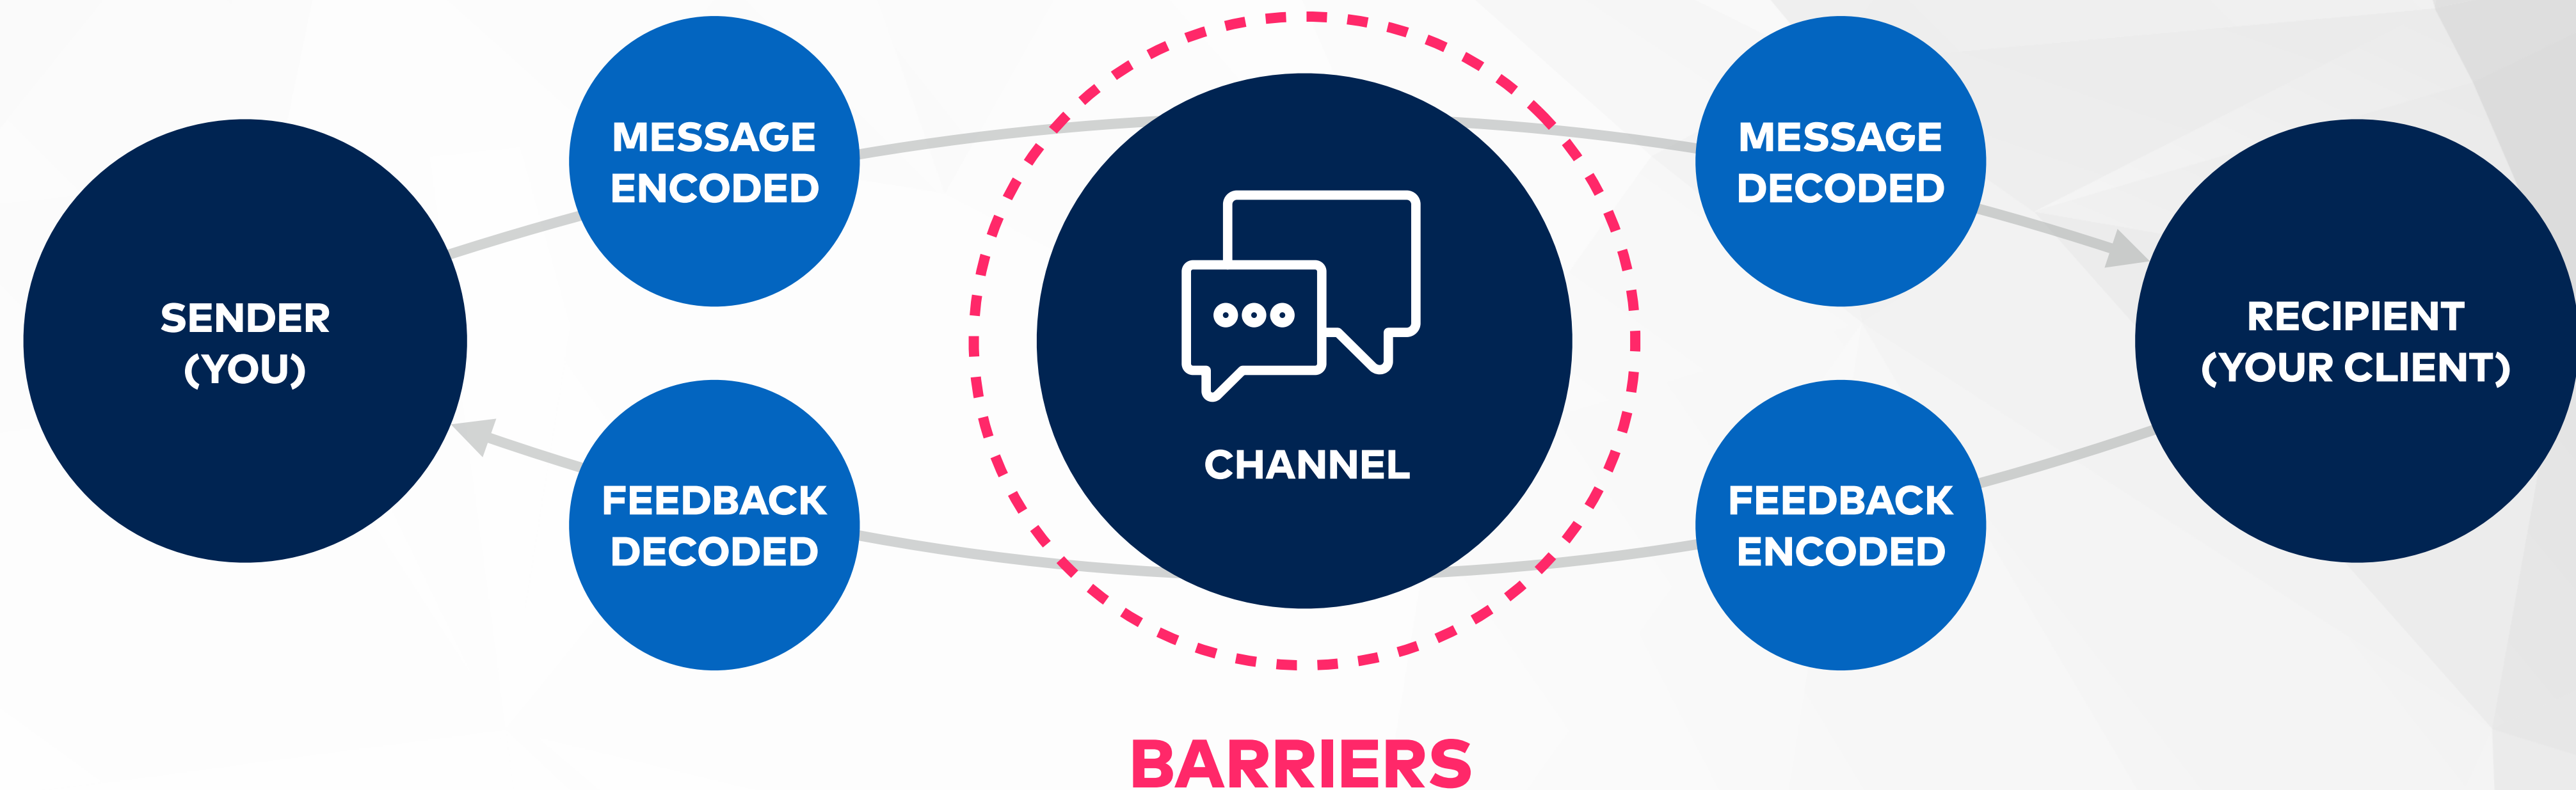 SENDER
(YOU)
MESSAGE
ENCODED
CHANNEL
MESSAGE
DECODED
RECIPIENT
(YOUR CLIENT)
FEEDBACK
ENCODED
FEEDBACK
DECODED
BARRIERS